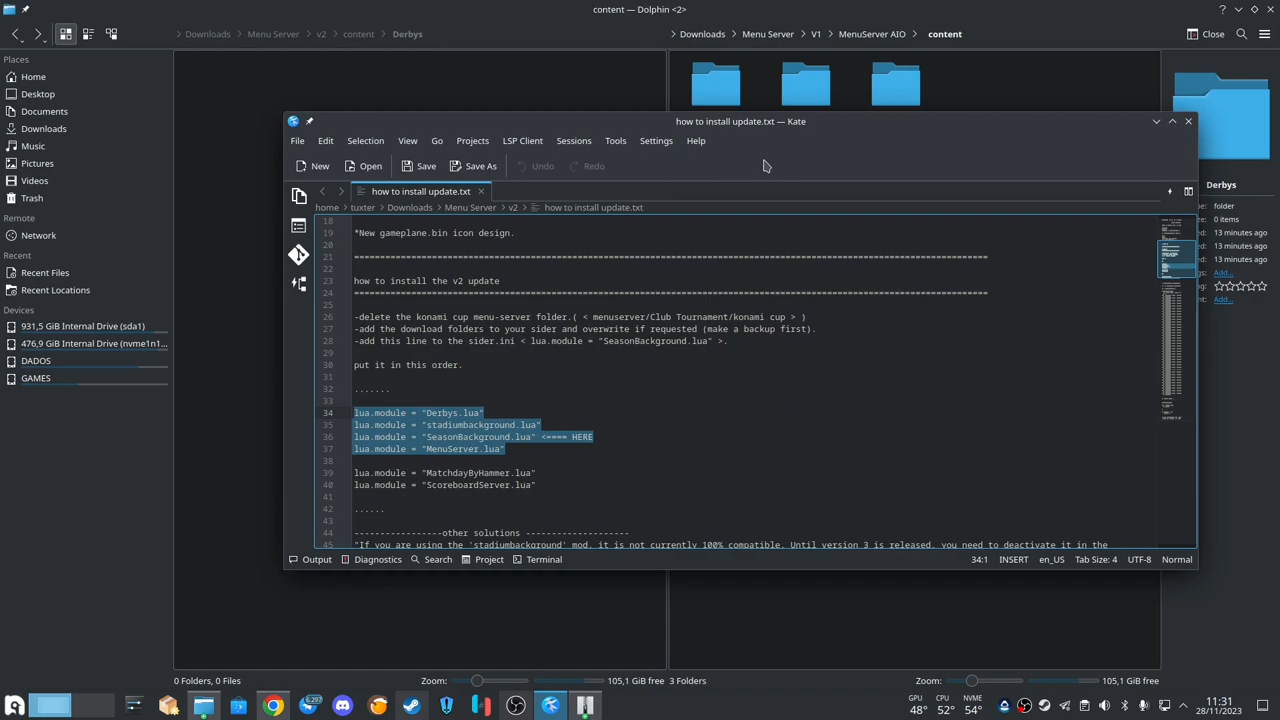 content — Dolphin <2>
Downloads
Menu Server
v2
content
Derbys
Downloads
Menu Server
V1
MenuServer AIO
content
Close
Places
Home
Desktop
Documents
Downloads
Music
Pictures
Videos
Trash
Remote
Network
Recent
Recent Files
Recent Locations
Devices
931,5 GiB Internal Drive (sda1)
476,9 GiB Internal Drive (nvme1n1...
DADOS
GAMES
how to install update.txt — Kate
File Edit Selection View Go Projects LSP Client Sessions Tools Settings Help
New Open Save Save As Undo Redo
how to install update.txt
home tuxter Downloads Menu Server v2 how to install update.txt
18
19 *New gameplane.bin icon design.
20
21 =========================================================================================================================
22
23 how to install the v2 update
24 =========================================================================================================================
25
26 -delete the konami cup menu-server folder.( < menuserver/Club Tournament/konami cup > )
27 -add the download folders to your sider and overwrite if requested (make a backup first).
28 -add this line to the sider.ini < lua.module = "SeasonBackground.lua" >.
29
30 put it in this order.
31
32 .......
33
34 lua.module = "Derbys.lua"
35 lua.module = "stadiumbackground.lua"
36 lua.module = "SeasonBackground.lua" <==== HERE
37 lua.module = "MenuServer.lua"
38
39 lua.module = "MatchdayByHammer.lua"
40 lua.module = "ScoreboardServer.lua"
41
42 ......
43
44 -----------------other solutions --------------------
45 "If you are using the 'stadiumbackground' mod, it is not currently 100% compatible. Until version 3 is released, you need to deactivate it in the
Output Diagnostics Search Project Terminal
34:1 INSERT en_US Tab Size: 4 UTF-8 Normal
Derbys
pe: folder
ze: 0 items
ed: 13 minutes ago
ed: 13 minutes ago
ed: 13 minutes ago
gs: Add...
ng:
nt: Add...
0 Folders, 0 Files
Zoom:
105,1 GiB free
3 Folders
Zoom:
105,1 GiB free
6.297
GPU CPU NVME
48° 52° 54°
11:31
28/11/2023